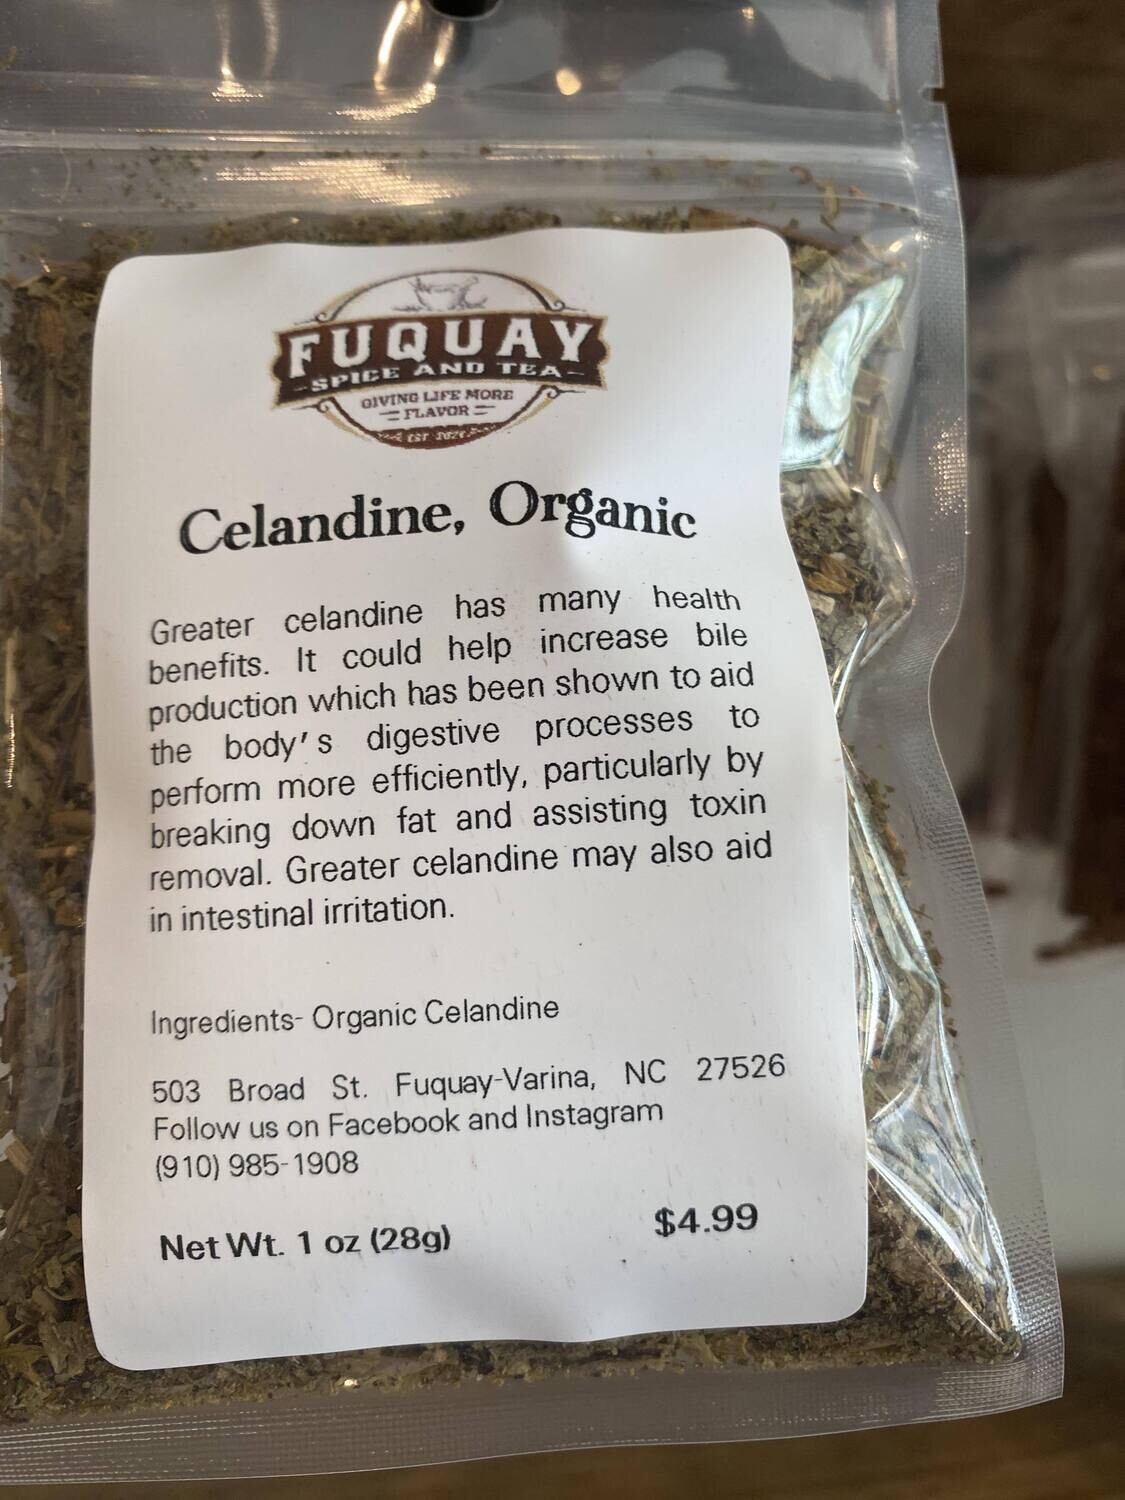 FUQUAY
SPICE AND TEA
GIVING LIFE MORE
FLAVOR
EST
Celandine, Organic
Greater celandine has many health
benefits. It could help increase bile
production which has been shown to aid
the body's digestive processes to
perform more efficiently, particularly by
breaking down fat and assisting toxin
removal. Greater celandine may also aid
in intestinal irritation.
Ingredients- Organic Celandine
503 Broad St. Fuquay-Varina, NC 27526
Follow us on Facebook and Instagram
(910) 985-1908
Net Wt. 1 oz (28g) $4.99